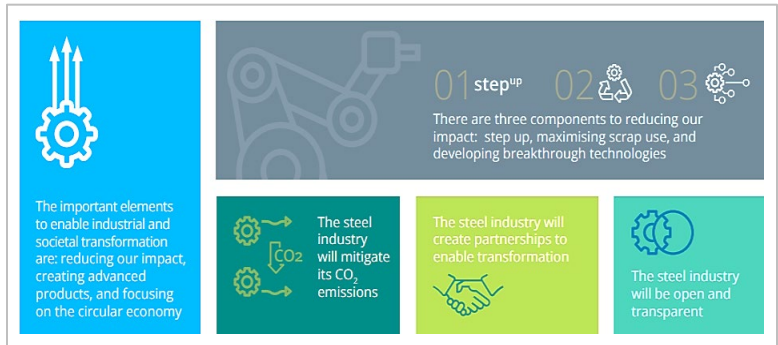 The important elements
to enable industrial and
societal transformation
are: reducing our impact,
creating advanced
products, and focusing
on the circular economy
01 stepup 02 03
There are three components to reducing our
impact: step up, maximising scrap use, and
developing breakthrough technologies
CO2
The steel
industry
will mitigate
its CO₂
emissions
The steel industry will
create partnerships to
enable transformation
The steel industry
will be open and
transparent